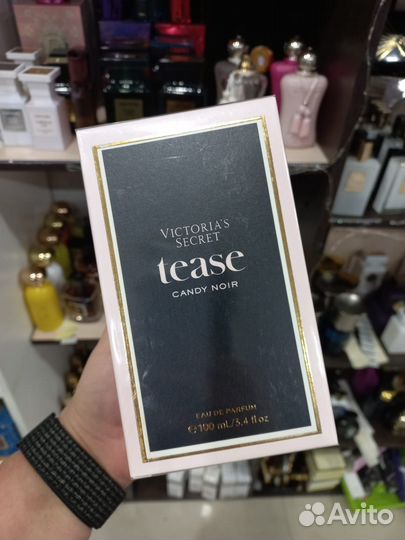 VICTORIA'S
SECRET
tease
CANDY NOIR
EAU DE PARFUM
℮ 100 mL/3,4 fl oz
Avito